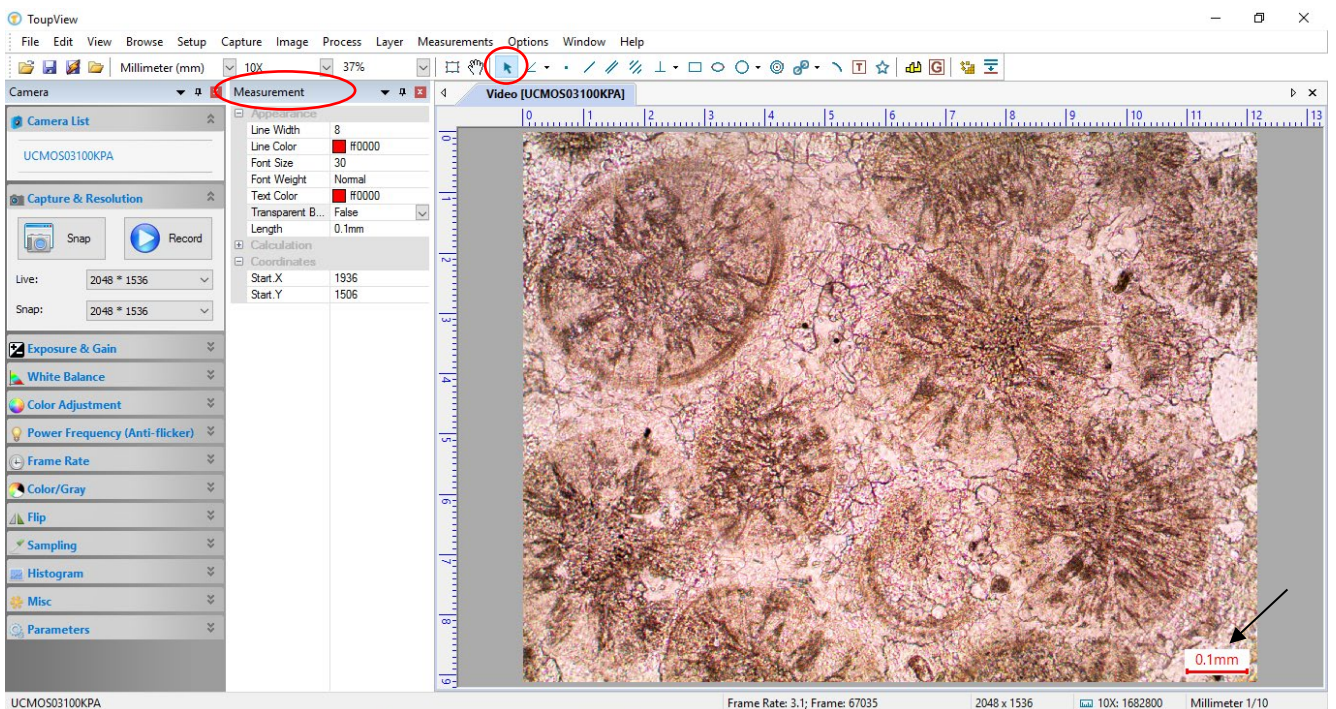 ToupView
File Edit View Browse Setup Capture Image Process Layer Measurements Options Window Help
Millimeter (mm) 10X 37%
Camera
Camera List
UCMOS03100KPA
Capture & Resolution
Snap Record
Live: 2048 * 1536
Snap: 2048 * 1536
Exposure & Gain
White Balance
Color Adjustment
Power Frequency (Anti-flicker)
Frame Rate
Color/Gray
Flip
Sampling
Histogram
Misc
Parameters
Measurement
Appearance
Line Width 8
Line Color ff0000
Font Size 30
Font Weight Normal
Text Color ff0000
Transparent B... False
Length 0.1mm
Calculation
Coordinates
Start.X 1936
Start.Y 1506
Video [UCMOS03100KPA]
0 1 2 3 4 5 6 7 8 9 10 11 12 13
0
1
2
3
4
5
6
7
8
9
0.1mm
UCMOS03100KPA Frame Rate: 3.1; Frame: 67035 2048 x 1536 10X: 1682800 Millimeter 1/10